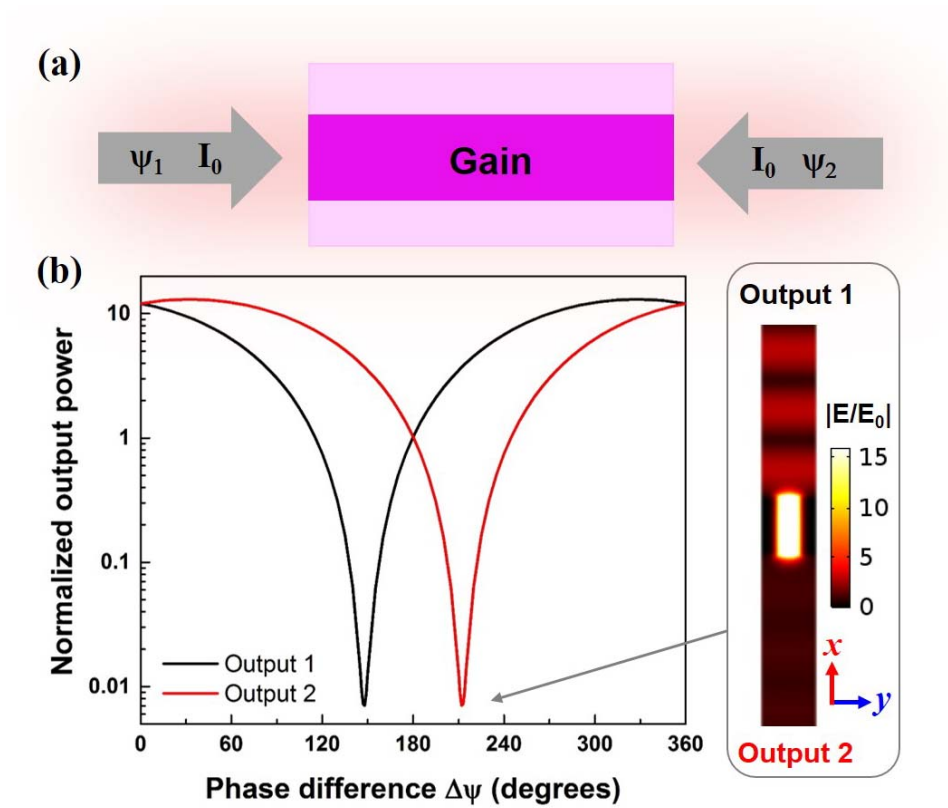 (a)
ψ1 I0
Gain
I0 ψ2
(b)
Normalized output power
10
1
0.1
0.01
Output 1
Output 2
0 60 120 180 240 300 360
Phase difference Δψ (degrees)
Output 1
|E/E0|
15
10
5
0
x
y
Output 2